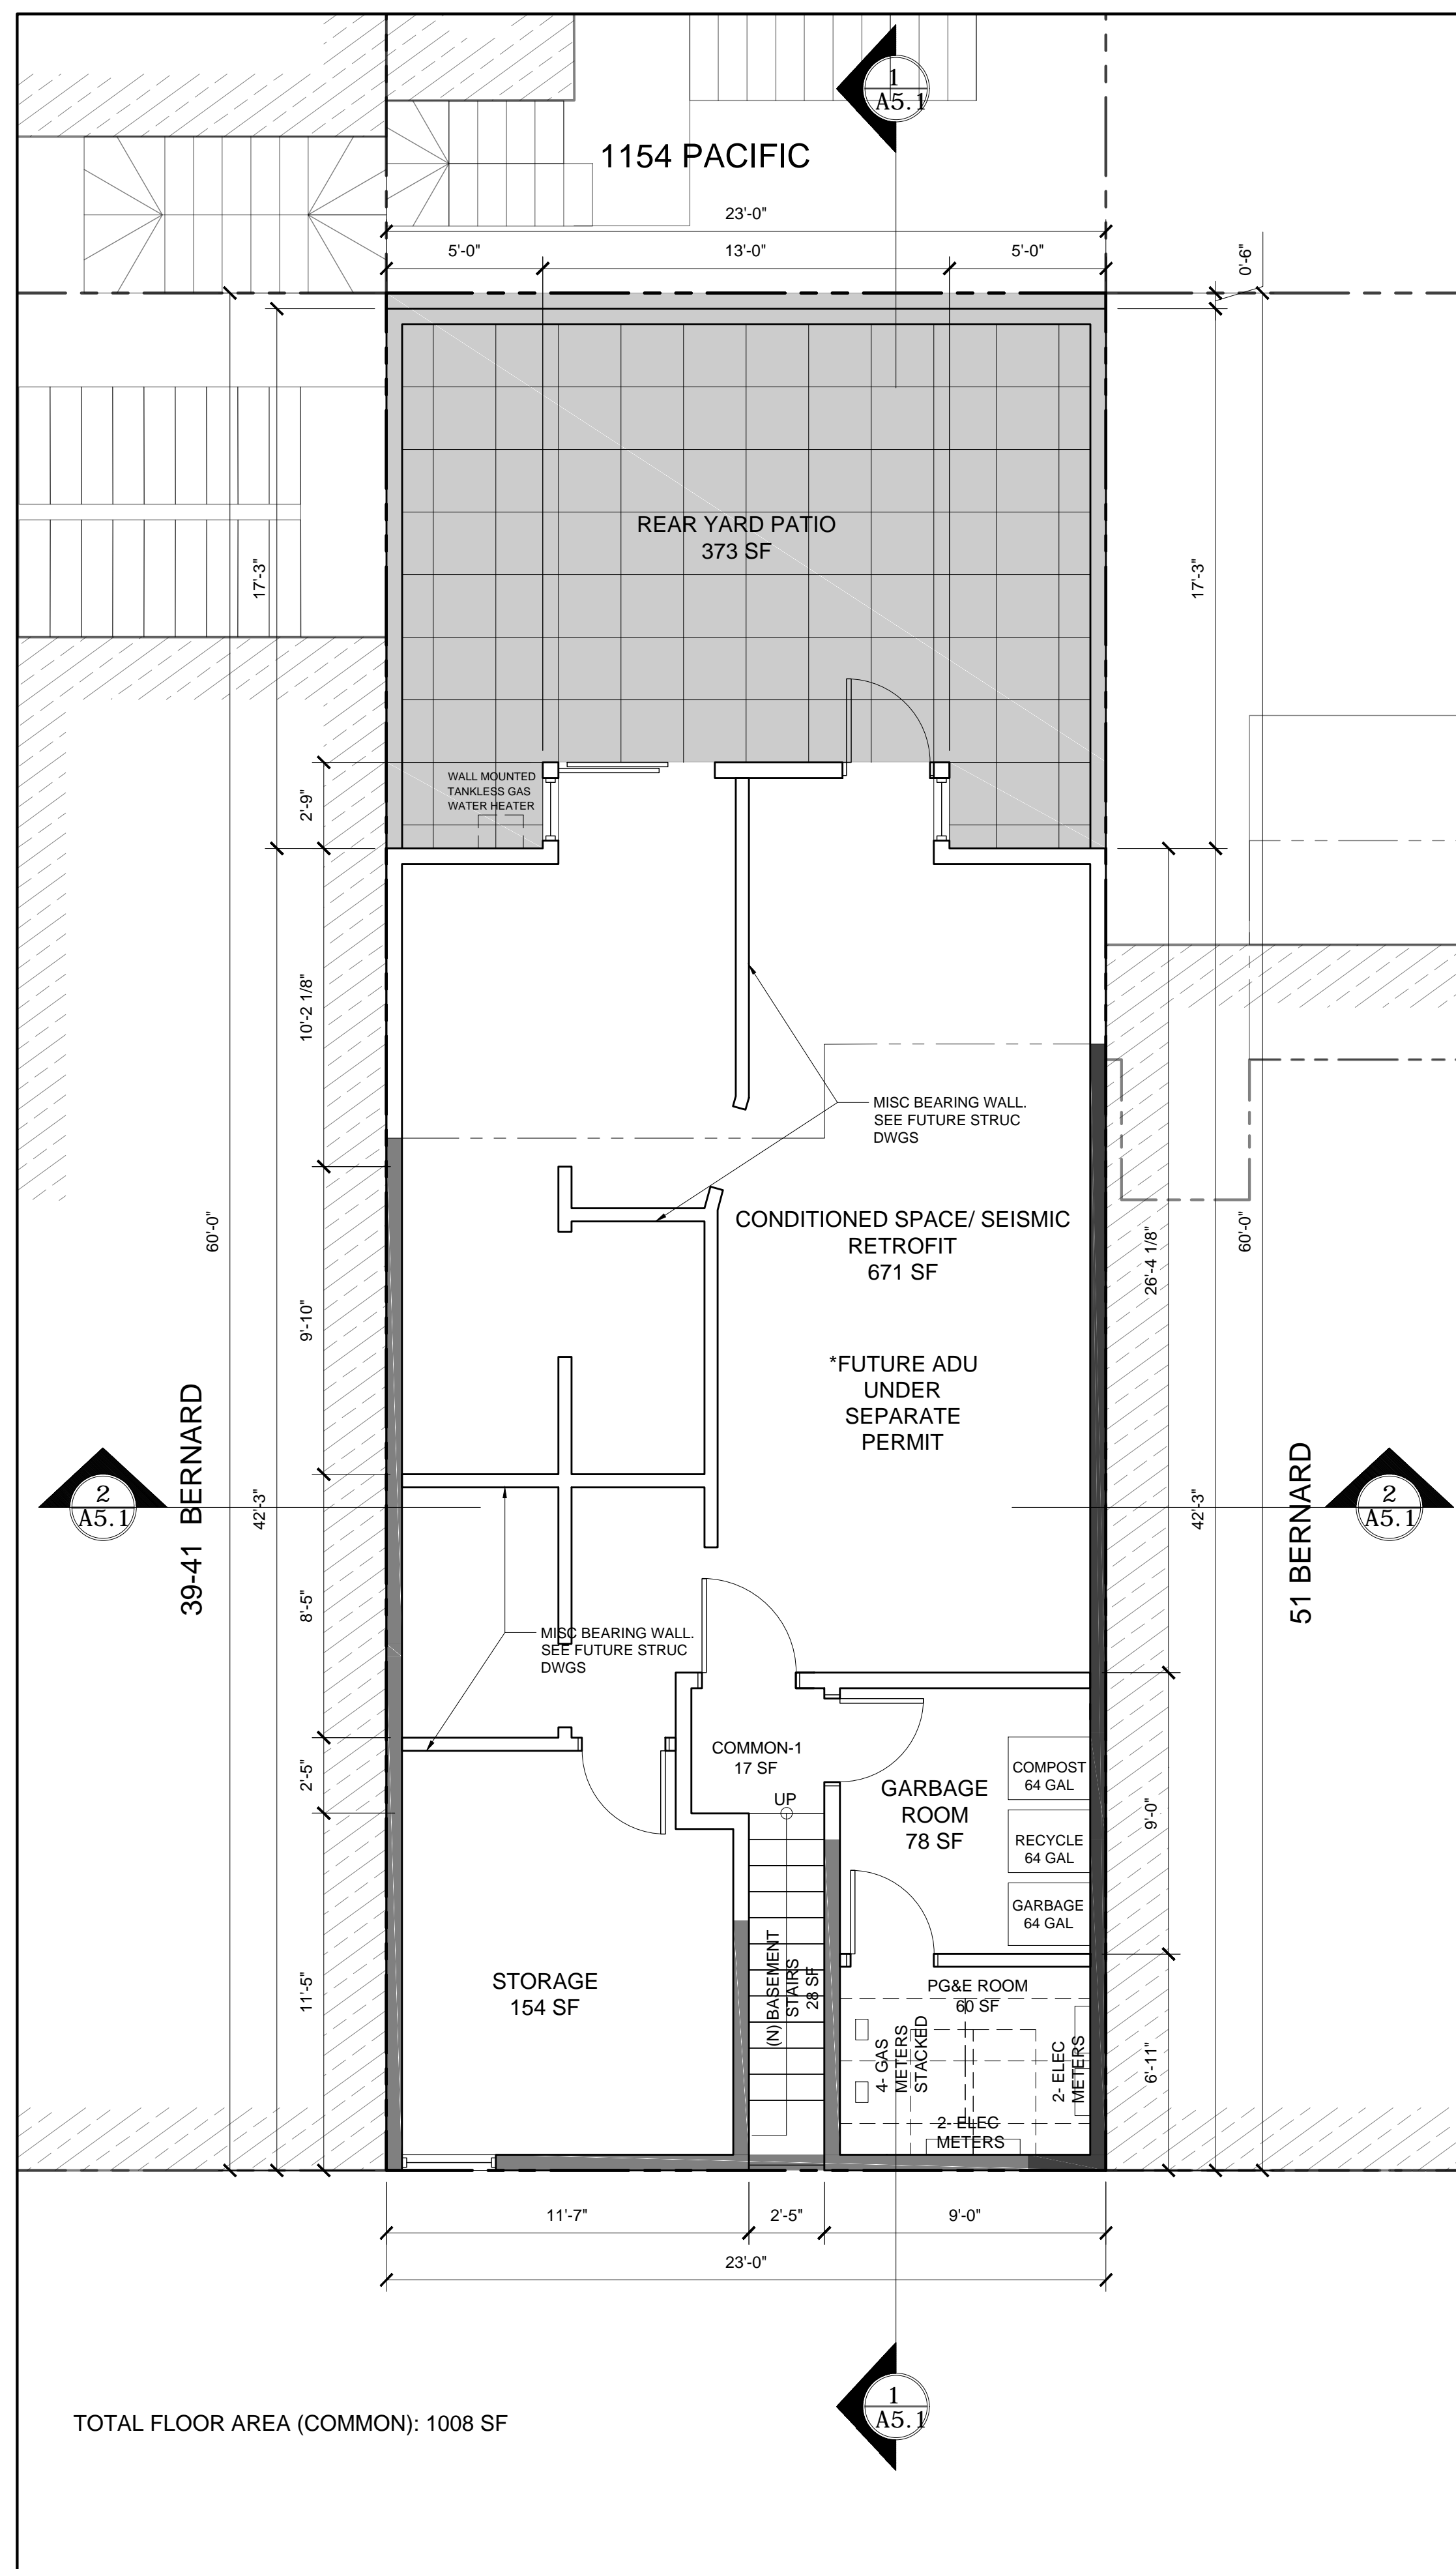 1
A5.1
1154 PACIFIC
23'-0"
5'-0"
13'-0"
5'-0"
0'-6"
REAR YARD PATIO
373 SF
17'-3"
17'-3"
WALL MOUNTED
TANKLESS GAS
WATER HEATER
2'-9"
10'-2 1/8"
MISC BEARING WALL.
SEE FUTURE STRUC
DWGS
60'-0"
CONDITIONED SPACE/ SEISMIC
RETROFIT
671 SF
26'-4 1/8"
60'-0"
9'-10"
*FUTURE ADU
UNDER
SEPARATE
PERMIT
2
A5.1
39-41 BERNARD
42'-3"
42'-3"
51 BERNARD
2
A5.1
8'-5"
MISC BEARING WALL.
SEE FUTURE STRUC
DWGS
COMMON-1
17 SF
2'-5"
UP
GARBAGE
ROOM
78 SF
COMPOST
64 GAL
RECYCLE
64 GAL
GARBAGE
64 GAL
9'-0"
11'-5"
STORAGE
154 SF
(N) BASEMENT
STAIRS
28 SF
PG&E ROOM
60 SF
4- GAS
METERS
STACKED
2- ELEC
METERS
2- ELEC
METERS
6'-11"
11'-7"
2'-5"
9'-0"
23'-0"
1
A5.1
TOTAL FLOOR AREA (COMMON): 1008 SF